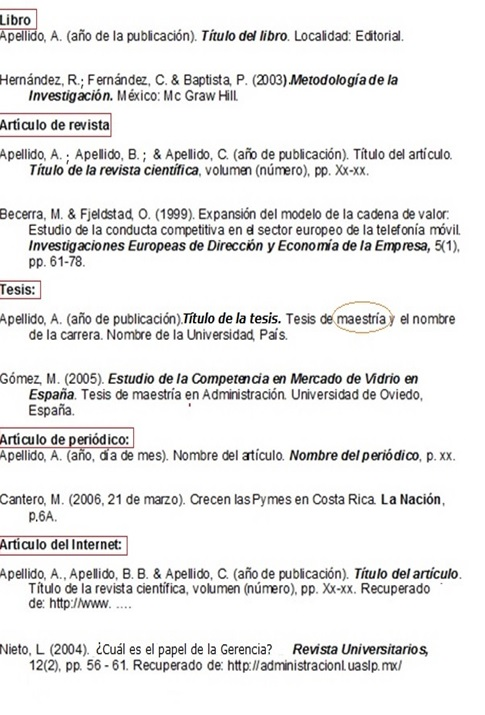 Libro
Apellido, A. (año de la publicación). Título del libro. Localidad: Editorial.
Hernández, R.; Fernández, C. & Baptista, P. (2003).Metodología de la
Investigación. México: Mc Graw Hill.
Articulo de revista
Apellido, A. ; Apellido, B. ; & Apellido, C. (año de publicación). Título del artículo.
Título de la revista científica, volumen (número), pp. Xx-xx.
Becerra, M. & Fjeldstad, O. (1999). Expansión del modelo de la cadena de valor:
Estudio de la conducta competitiva en el sector europeo de la telefonía móvil.
Investigaciones Europeas de Dirección y Economía de la Empresa, 5(1),
pp. 61-78.
Tesis:
Apellido, A. (año de publicación).Título de la tesis. Tesis de maestría y el nombre
de la carrera. Nombre de la Universidad, País.
Gómez, M. (2005). Estudio de la Competencia en Mercado de Vidrio en
España. Tesis de maestría en Administración. Universidad de Oviedo,
España.
Articulo de periódico:
Apellido, A. (año, día de mes). Nombre del artículo. Nombre del periódico, p. xx.
Cantero, M. (2006, 21 de marzo). Crecen las Pymes en Costa Rica. La Nación,
p.6A.
Articulo del Internet:
Apellido, A., Apellido, B. B. & Apellido, C. (año de publicación). Título del artículo.
Título de la revista científica, volumen (número), pp. Xx-xx. Recuperado
de: http://www. ....
Nieto, L. (2004). ¿Cuál es el papel de la Gerencia? Revista Universitarios,
12(2), pp. 56 - 61. Recuperado de: http://administracionl.uaslp.mx/